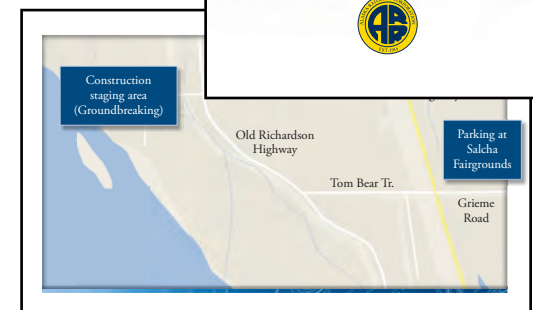 Construction
staging area
(Groundbreaking)
Old Richardson
Highway
Parking at
Salcha
Fairgrounds
Tom Bear Tr.
Grieme
Road